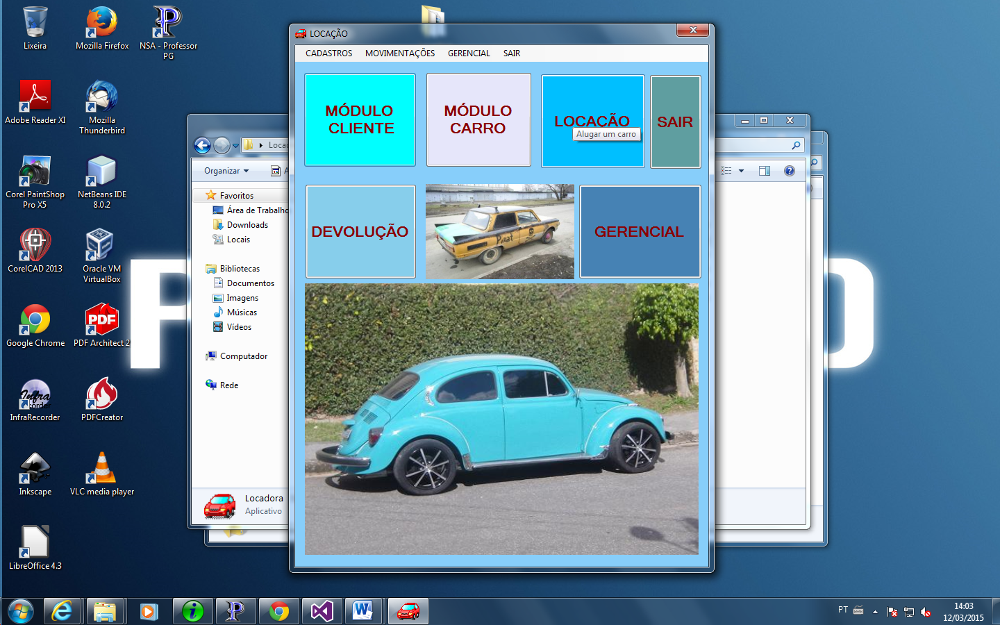 Lixeira
Mozilla Firefox
NSA - Professor
PG
Adobe Reader XI
Mozilla
Thunderbird
Corel PaintShop
Pro X5
NetBeans IDE
8.0.2
CorelCAD 2013
Oracle VM
VirtualBox
Google Chrome
PDF
PDF Architect 2
Infra
corder
InfraRecorder
PDFCreator
Inkscape
VLC media player
LibreOffice 4.3
LOCAÇÃO
CADASTROS MOVIMENTAÇÕES GERENCIAL SAIR
MÓDULO
CLIENTE
MÓDULO
CARRO
LOCAÇÃO
Alugar um carro
SAIR
DEVOLUÇÃO
Pirat
GERENCIAL
Loca
Organizar
Favoritos
Área de Trabalho
Downloads
Locais
Bibliotecas
Documentos
Imagens
Músicas
Vídeos
Computador
Rede
Locadora
Aplicativo
PT
14:03
12/03/2015